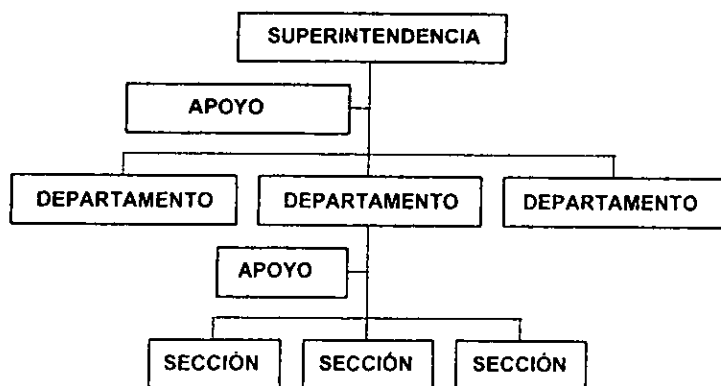 SUPERINTENDENCIA
APOYO
DEPARTAMENTO
DEPARTAMENTO
DEPARTAMENTO
APOYO
SECCIÓN
SECCIÓN
SECCIÓN